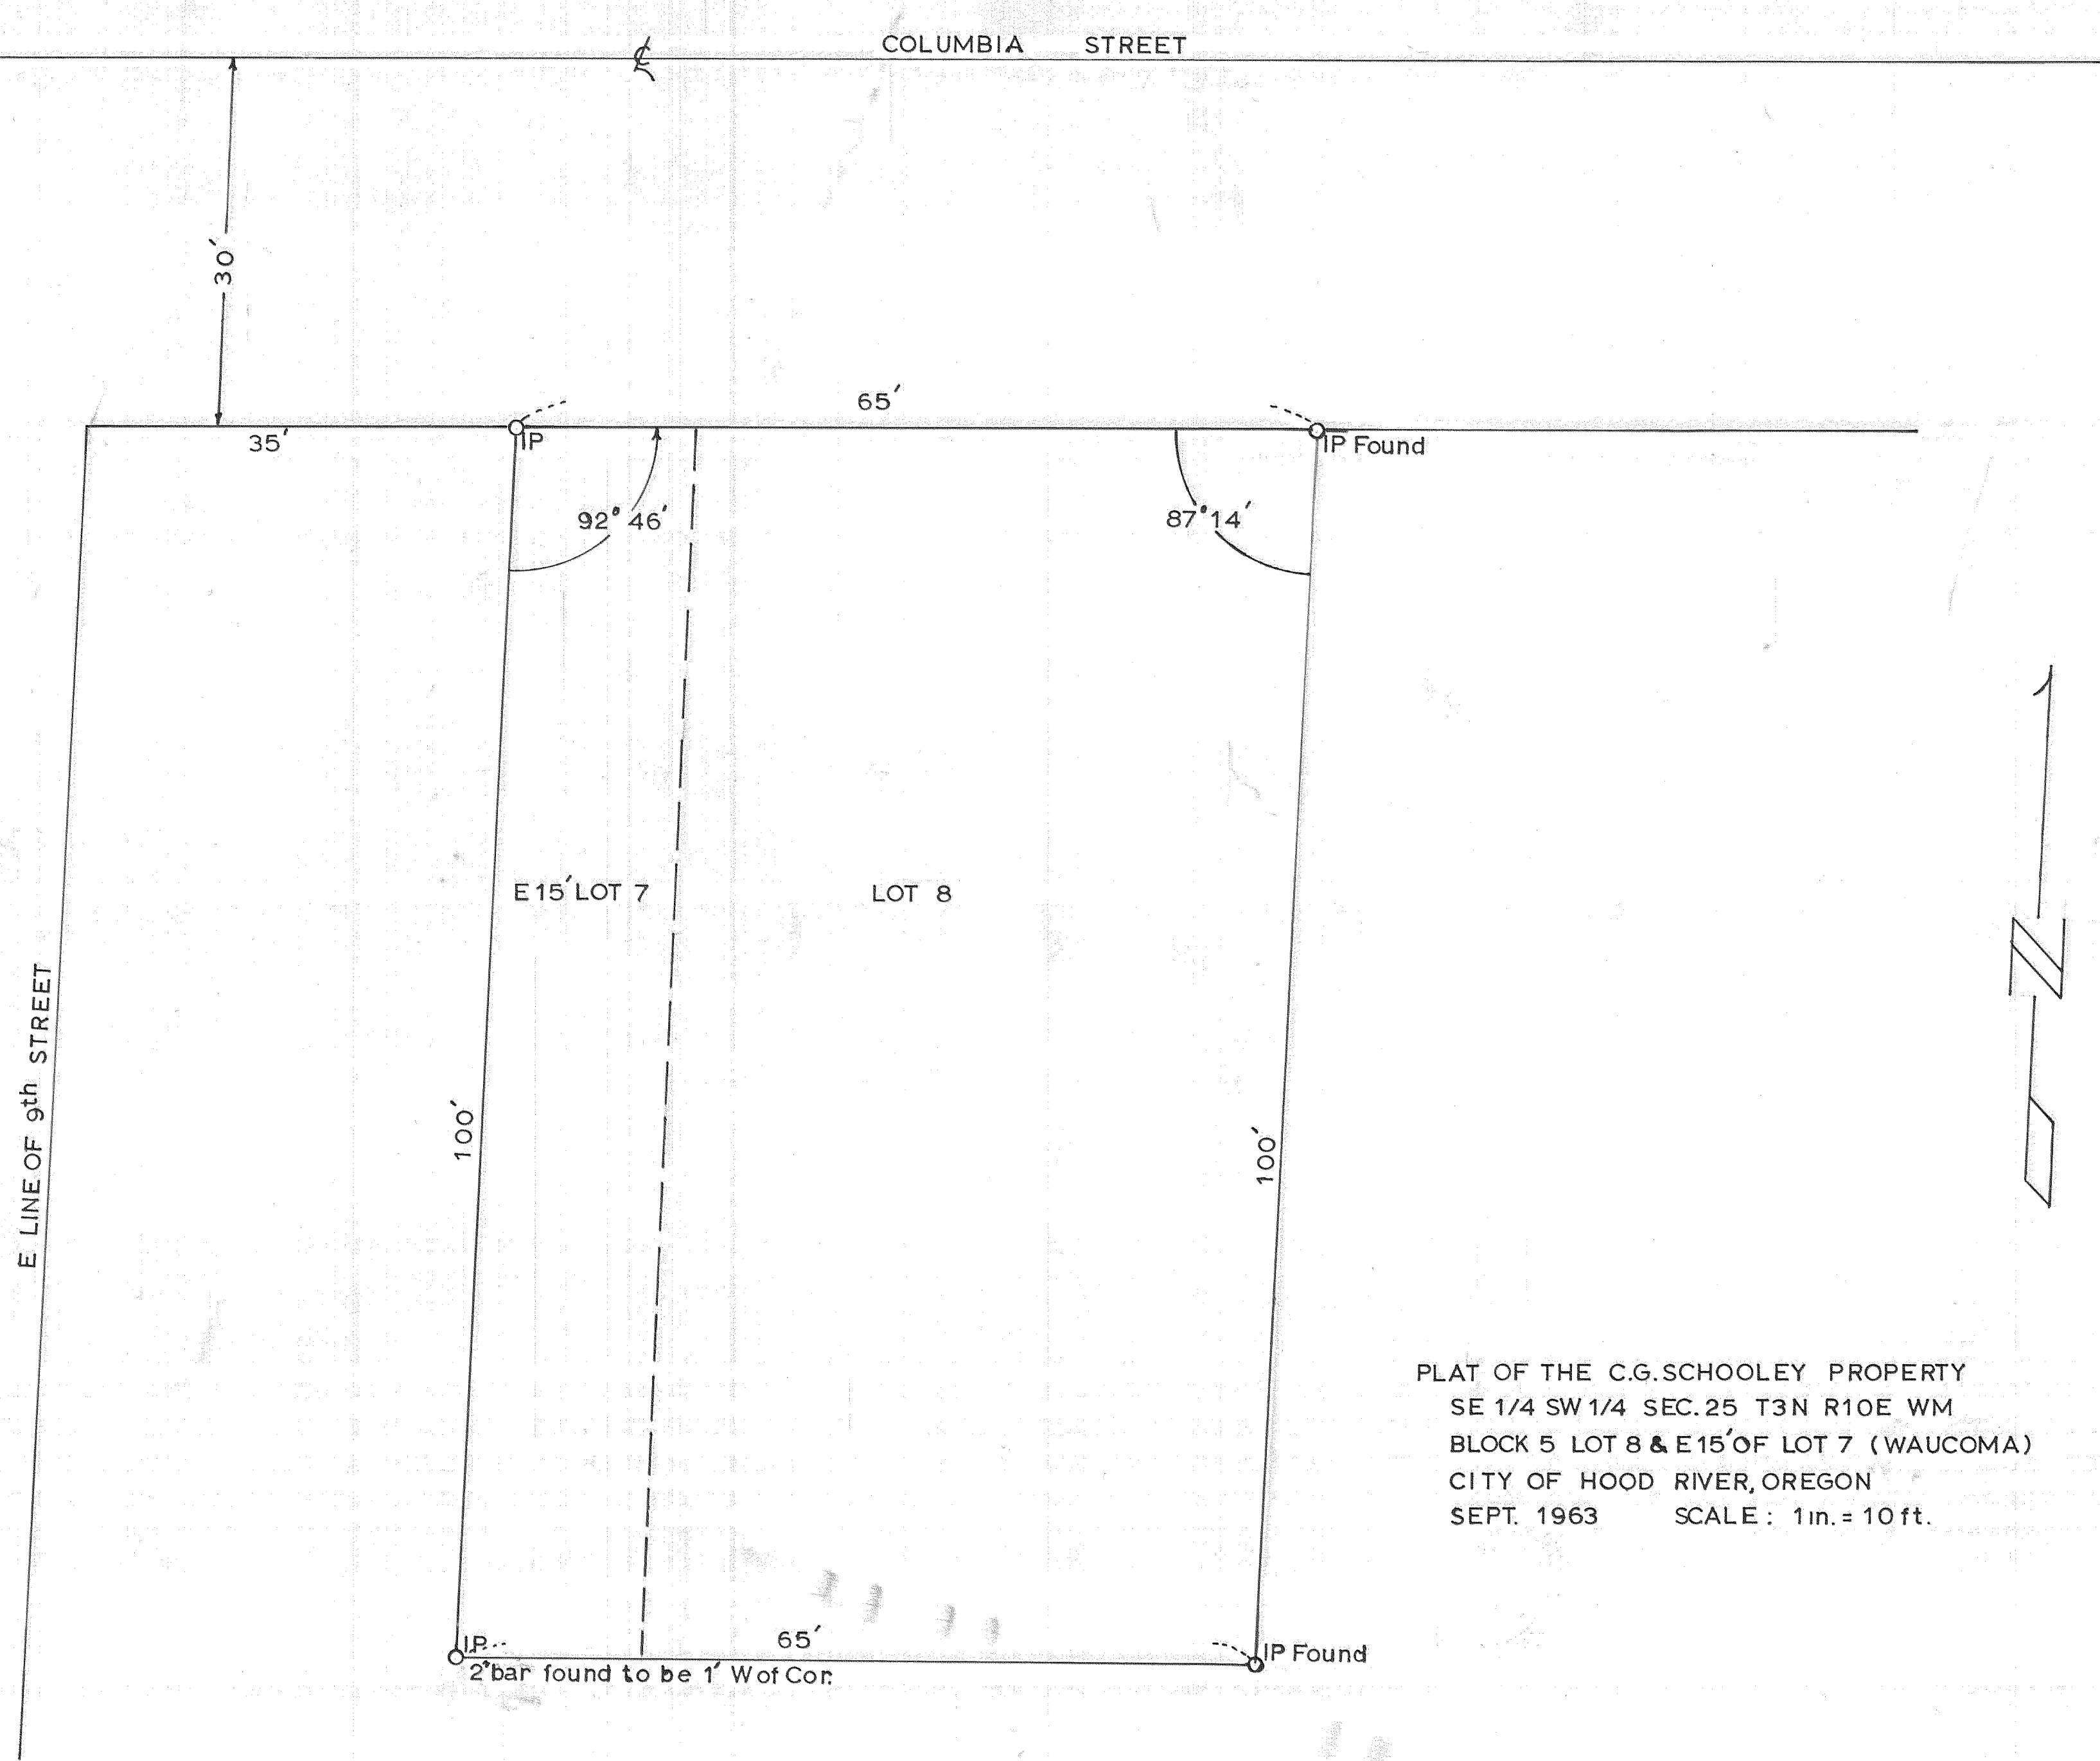 COLUMBIA STREET
℄
30′
65′
35′
IP
IP Found
92° 46′
87° 14′
E 15′ LOT 7
LOT 8
E LINE OF 9th STREET
100′
100′
N
PLAT OF THE C.G. SCHOOLEY PROPERTY
SE 1/4 SW 1/4 SEC. 25 T3N R10E WM
BLOCK 5 LOT 8 & E 15′ OF LOT 7 (WAUCOMA)
CITY OF HOOD RIVER, OREGON
SEPT. 1963 SCALE: 1 in. = 10 ft.
65′
IP
IP Found
2" bar found to be 1′ W of Cor.